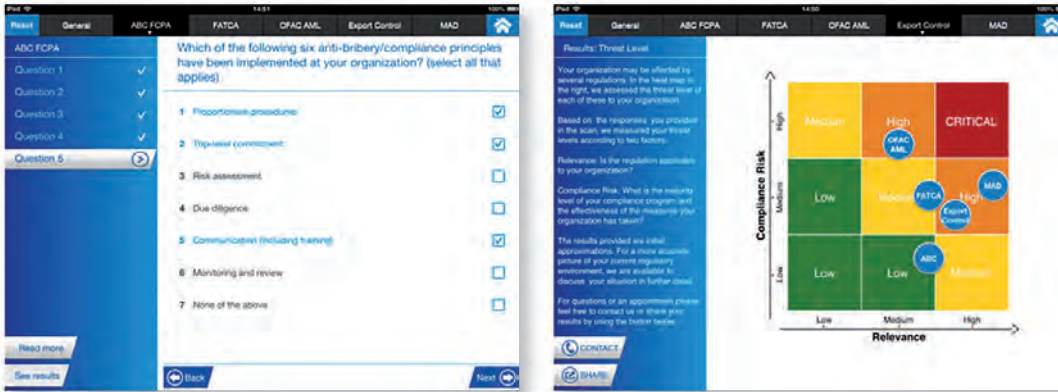 iPad
14:51
100%
Reset
General
ABC FCPA
FATCA
OFAC AML
Export Control
MAD
ABC FCPA
Question 1
Question 2
Question 3
Question 4
Question 5
Which of the following six anti-bribery/compliance principles
have been implemented at your organization? (select all that
applies)
1 Proportionate procedures
2 Top-level commitment
3 Risk assessment
4 Due diligence
5 Communication (including training)
6 Monitoring and review
7 None of the above
Read more
See results
Back
Next
iPad
14:50
100%
Reset
General
ABC FCPA
FATCA
OFAC AML
Export Control
MAD
Results: Threat Level
Your organization may be affected by
several regulations. In the heat map in
the right, we assessed the threat level of
each of these to your organization.
Based on the responses you provided
in the scan, we measured your threat
levels according to two factors:
Relevance: Is the regulation applicable
to your organization?
Compliance Risk: What is the maturity
level of your compliance program and
the effectiveness of the measures your
organization has taken?
The results provided are initial
approximations. For a more accurate
picture of your current regulatory
environment, we are available to
discuss your situation in further detail.
For questions or an appointment please
feel free to contact us or share your
results by using the button below.
CONTACT
SHARE
Compliance Risk
High
Medium
Low
Medium
High
CRITICAL
OFAC
AML
Low
Medium
FATCA
High
MAD
Export
Control
Low
Low
ABC
Medium
Low
Medium
High
Relevance